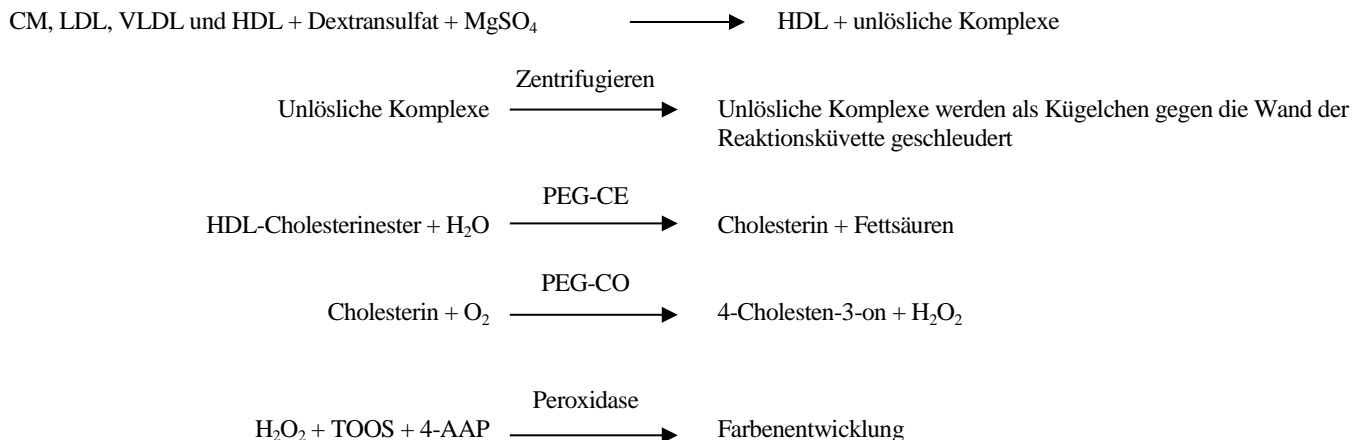 CM, LDL, VLDL und HDL + Dextransulfat + MgSO₄ ⟶ HDL + unlösliche Komplexe
Zentrifugieren
Unlösliche Komplexe ⟶ Unlösliche Komplexe werden als Kügelchen gegen die Wand der
Reaktionsküvette geschleudert
PEG-CE
HDL-Cholesterinester + H₂O ⟶ Cholesterin + Fettsäuren
PEG-CO
Cholesterin + O₂ ⟶ 4-Cholesten-3-on + H₂O₂
Peroxidase
H₂O₂ + TOOS + 4-AAP ⟶ Farbenentwicklung